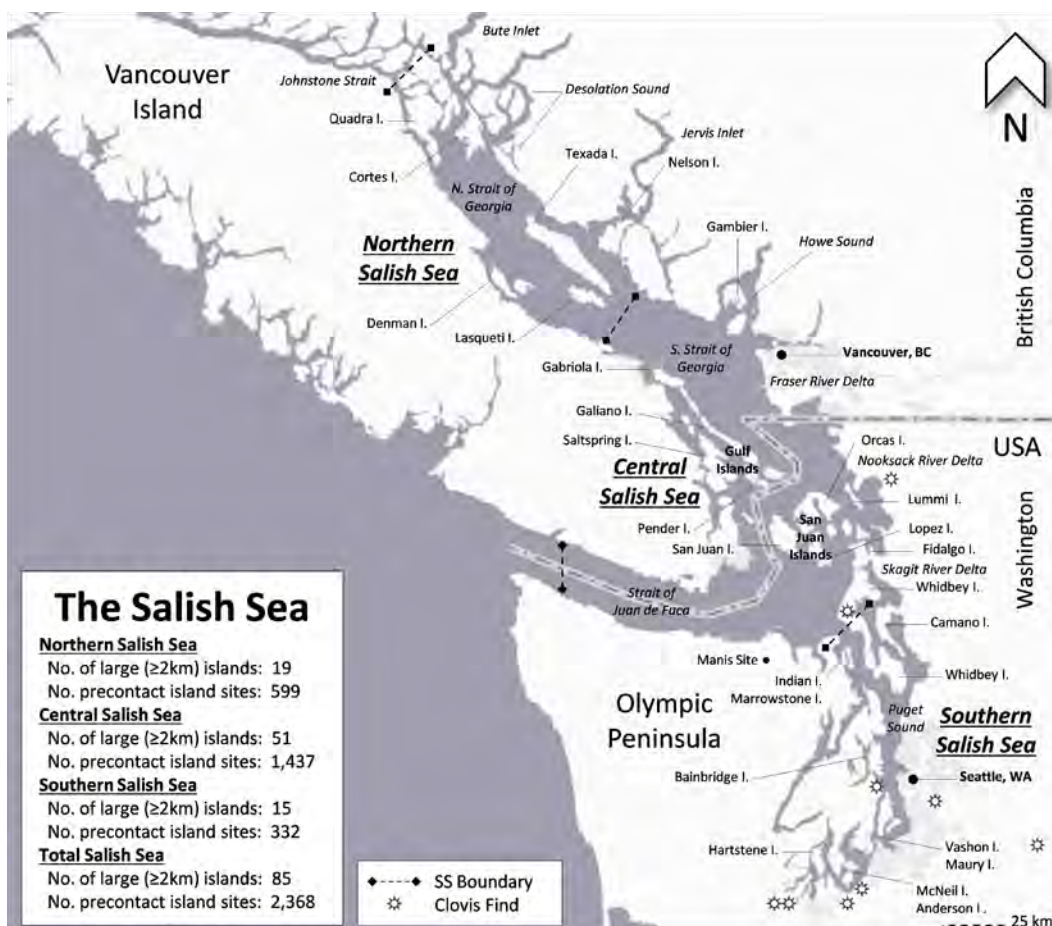 Bute Inlet
Vancouver
Island
Johnstone Strait
Desolation Sound
Quadra I.
Jervis Inlet
Texada I.
Nelson I.
Cortes I.
N. Strait of
Georgia
Gambier I.
Howe Sound
Northern
Salish Sea
Denman I.
Lasqueti I.
S. Strait of
Georgia
Vancouver, BC
Gabriola I.
Fraser River Delta
Galiano I.
Saltspring I.
Gulf
Islands
Central
Salish Sea
Orcas I.
Nooksack River Delta
Lummi I.
Pender I.
San Juan I.
San
Juan
Islands
Lopez I.
Fidalgo I.
Skagit River Delta
Whidbey I.
Strait of
Juan de Faca
Camano I.
Manis Site
Indian I.
Marrowstone I.
Whidbey I.
Olympic
Peninsula
Puget
Sound
Southern
Salish Sea
Bainbridge I.
Seattle, WA
Hartstene I.
Vashon I.
Maury I.
McNeil I.
Anderson I.
25 km
N
British Columbia
USA
Washington
The Salish Sea
Northern Salish Sea
No. of large (≥2km) islands: 19
No. precontact island sites: 599
Central Salish Sea
No. of large (≥2km) islands: 51
No. precontact island sites: 1,437
Southern Salish Sea
No. of large (≥2km) islands: 15
No. precontact island sites: 332
Total Salish Sea
No. of large (≥2km) islands: 85
No. precontact island sites: 2,368
SS Boundary
Clovis Find